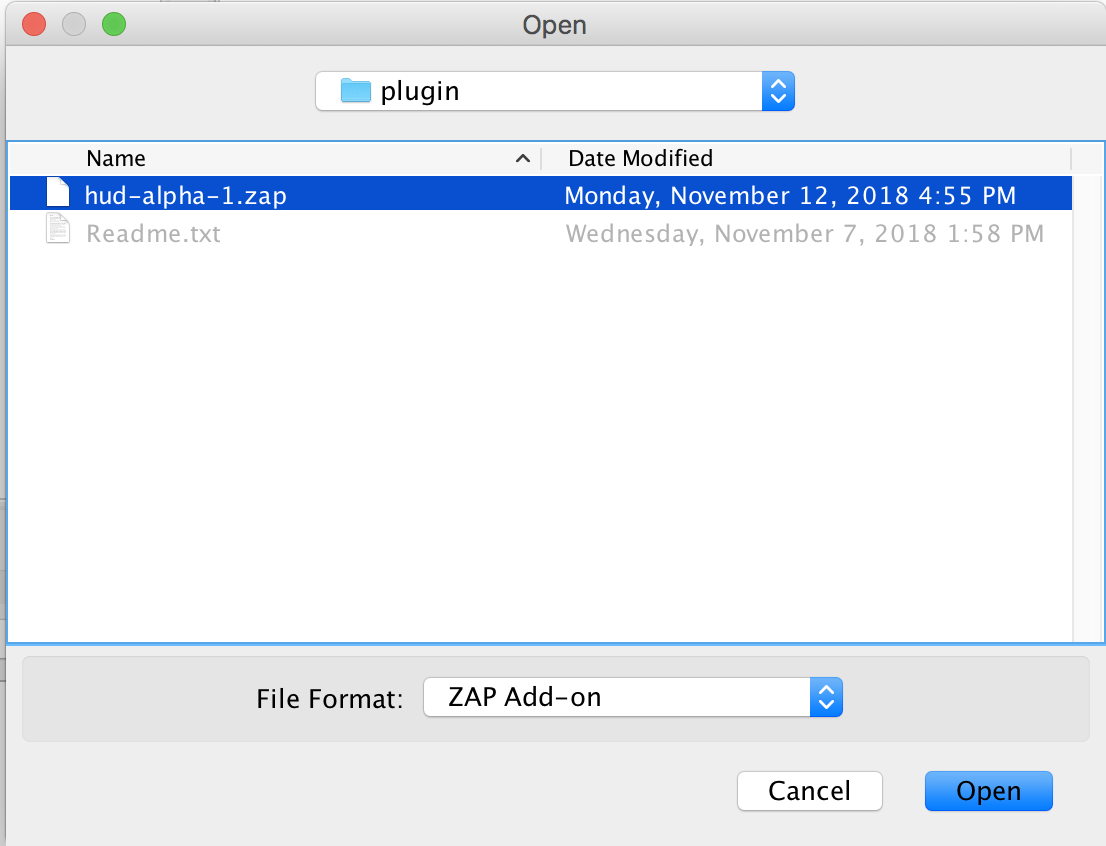 Open
plugin
Name Date Modified
hud-alpha-1.zap Monday, November 12, 2018 4:55 PM
Readme.txt Wednesday, November 7, 2018 1:58 PM
File Format: ZAP Add-on
Cancel Open